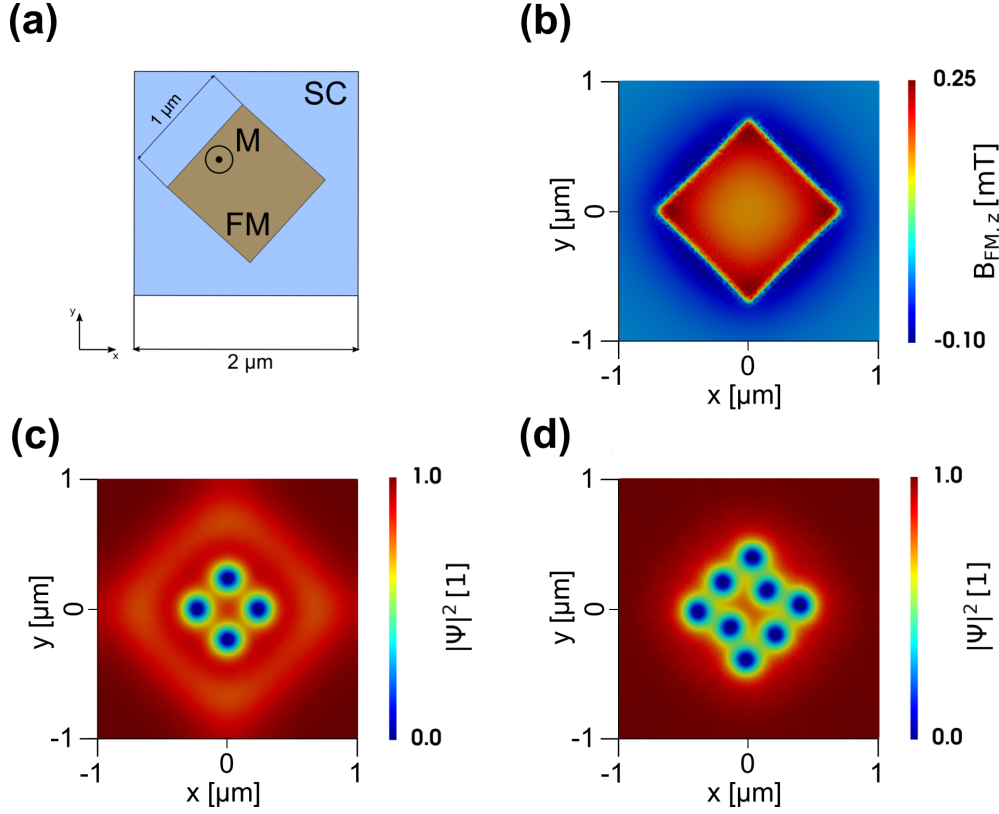 (a)
SC
1 µm
M
FM
y
x
2 µm
(b)
1
0
-1
y [µm]
-1
0
1
x [µm]
0.25
-0.10
B_FM, z [mT]
(c)
1
0
-1
y [µm]
-1
0
1
x [µm]
1.0
0.0
|Ψ|² [1]
(d)
1
0
-1
y [µm]
-1
0
1
x [µm]
1.0
0.0
|Ψ|² [1]